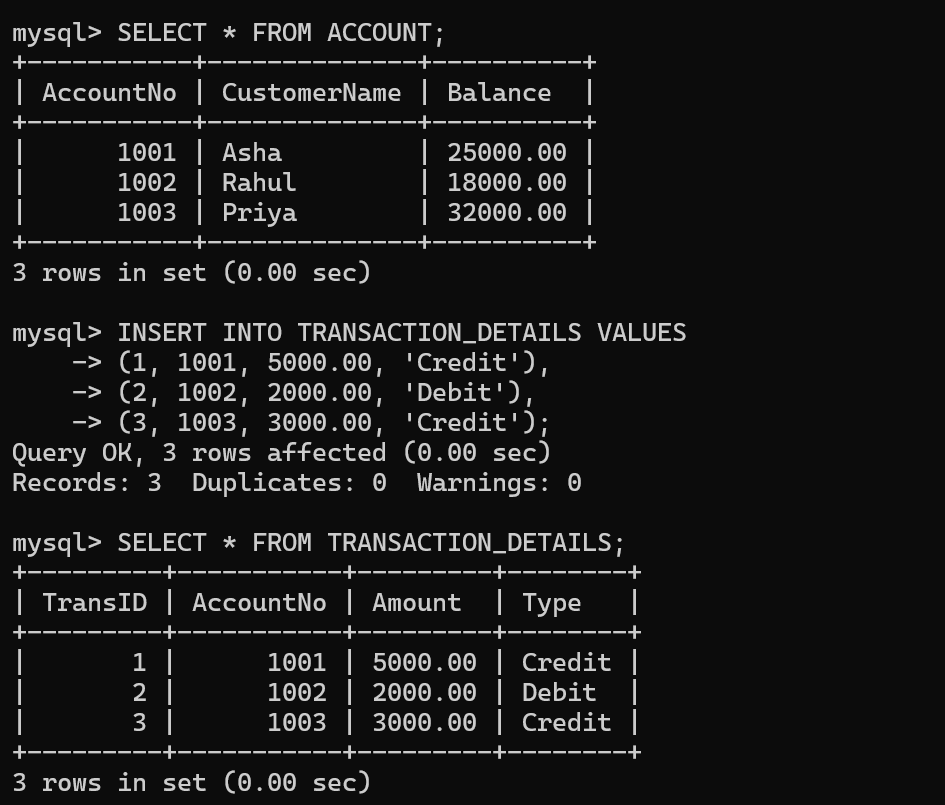 mysql> SELECT * FROM ACCOUNT;
+-----------+--------------+----------+
| AccountNo | CustomerName | Balance  |
+-----------+--------------+----------+
|      1001 | Asha         | 25000.00 |
|      1002 | Rahul        | 18000.00 |
|      1003 | Priya        | 32000.00 |
+-----------+--------------+----------+
3 rows in set (0.00 sec)

mysql> INSERT INTO TRANSACTION_DETAILS VALUES
    -> (1, 1001, 5000.00, 'Credit'),
    -> (2, 1002, 2000.00, 'Debit'),
    -> (3, 1003, 3000.00, 'Credit');
Query OK, 3 rows affected (0.00 sec)
Records: 3  Duplicates: 0  Warnings: 0

mysql> SELECT * FROM TRANSACTION_DETAILS;
+---------+-----------+---------+--------+
| TransID | AccountNo | Amount  | Type   |
+---------+-----------+---------+--------+
|       1 |      1001 | 5000.00 | Credit |
|       2 |      1002 | 2000.00 | Debit  |
|       3 |      1003 | 3000.00 | Credit |
+---------+-----------+---------+--------+
3 rows in set (0.00 sec)